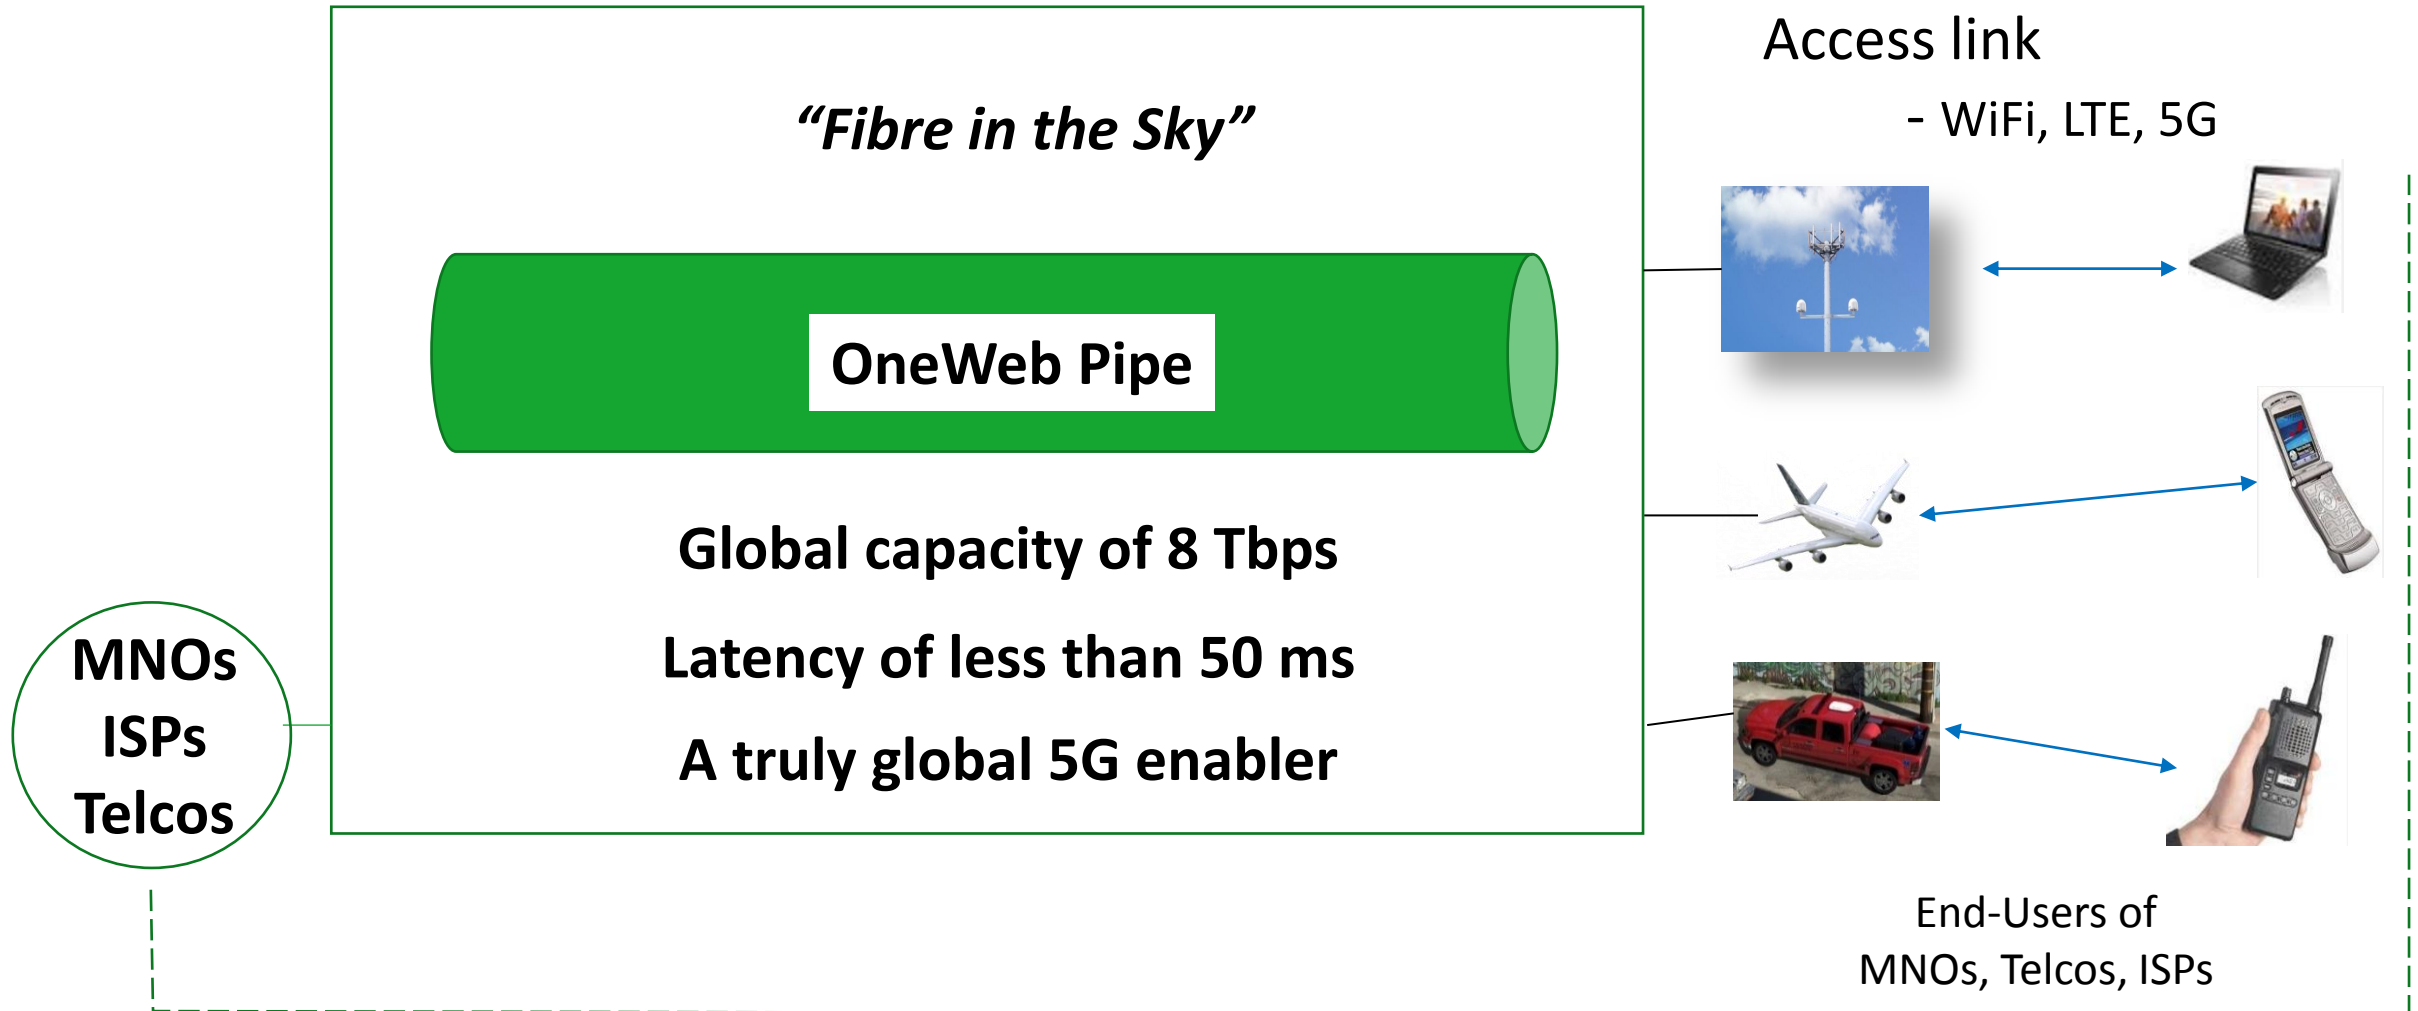 “Fibre in the Sky”
OneWeb Pipe
Global capacity of 8 Tbps
Latency of less than 50 ms
A truly global 5G enabler
MNOs
ISPs
Telcos
Access link
- WiFi, LTE, 5G
End-Users of
MNOs, Telcos, ISPs